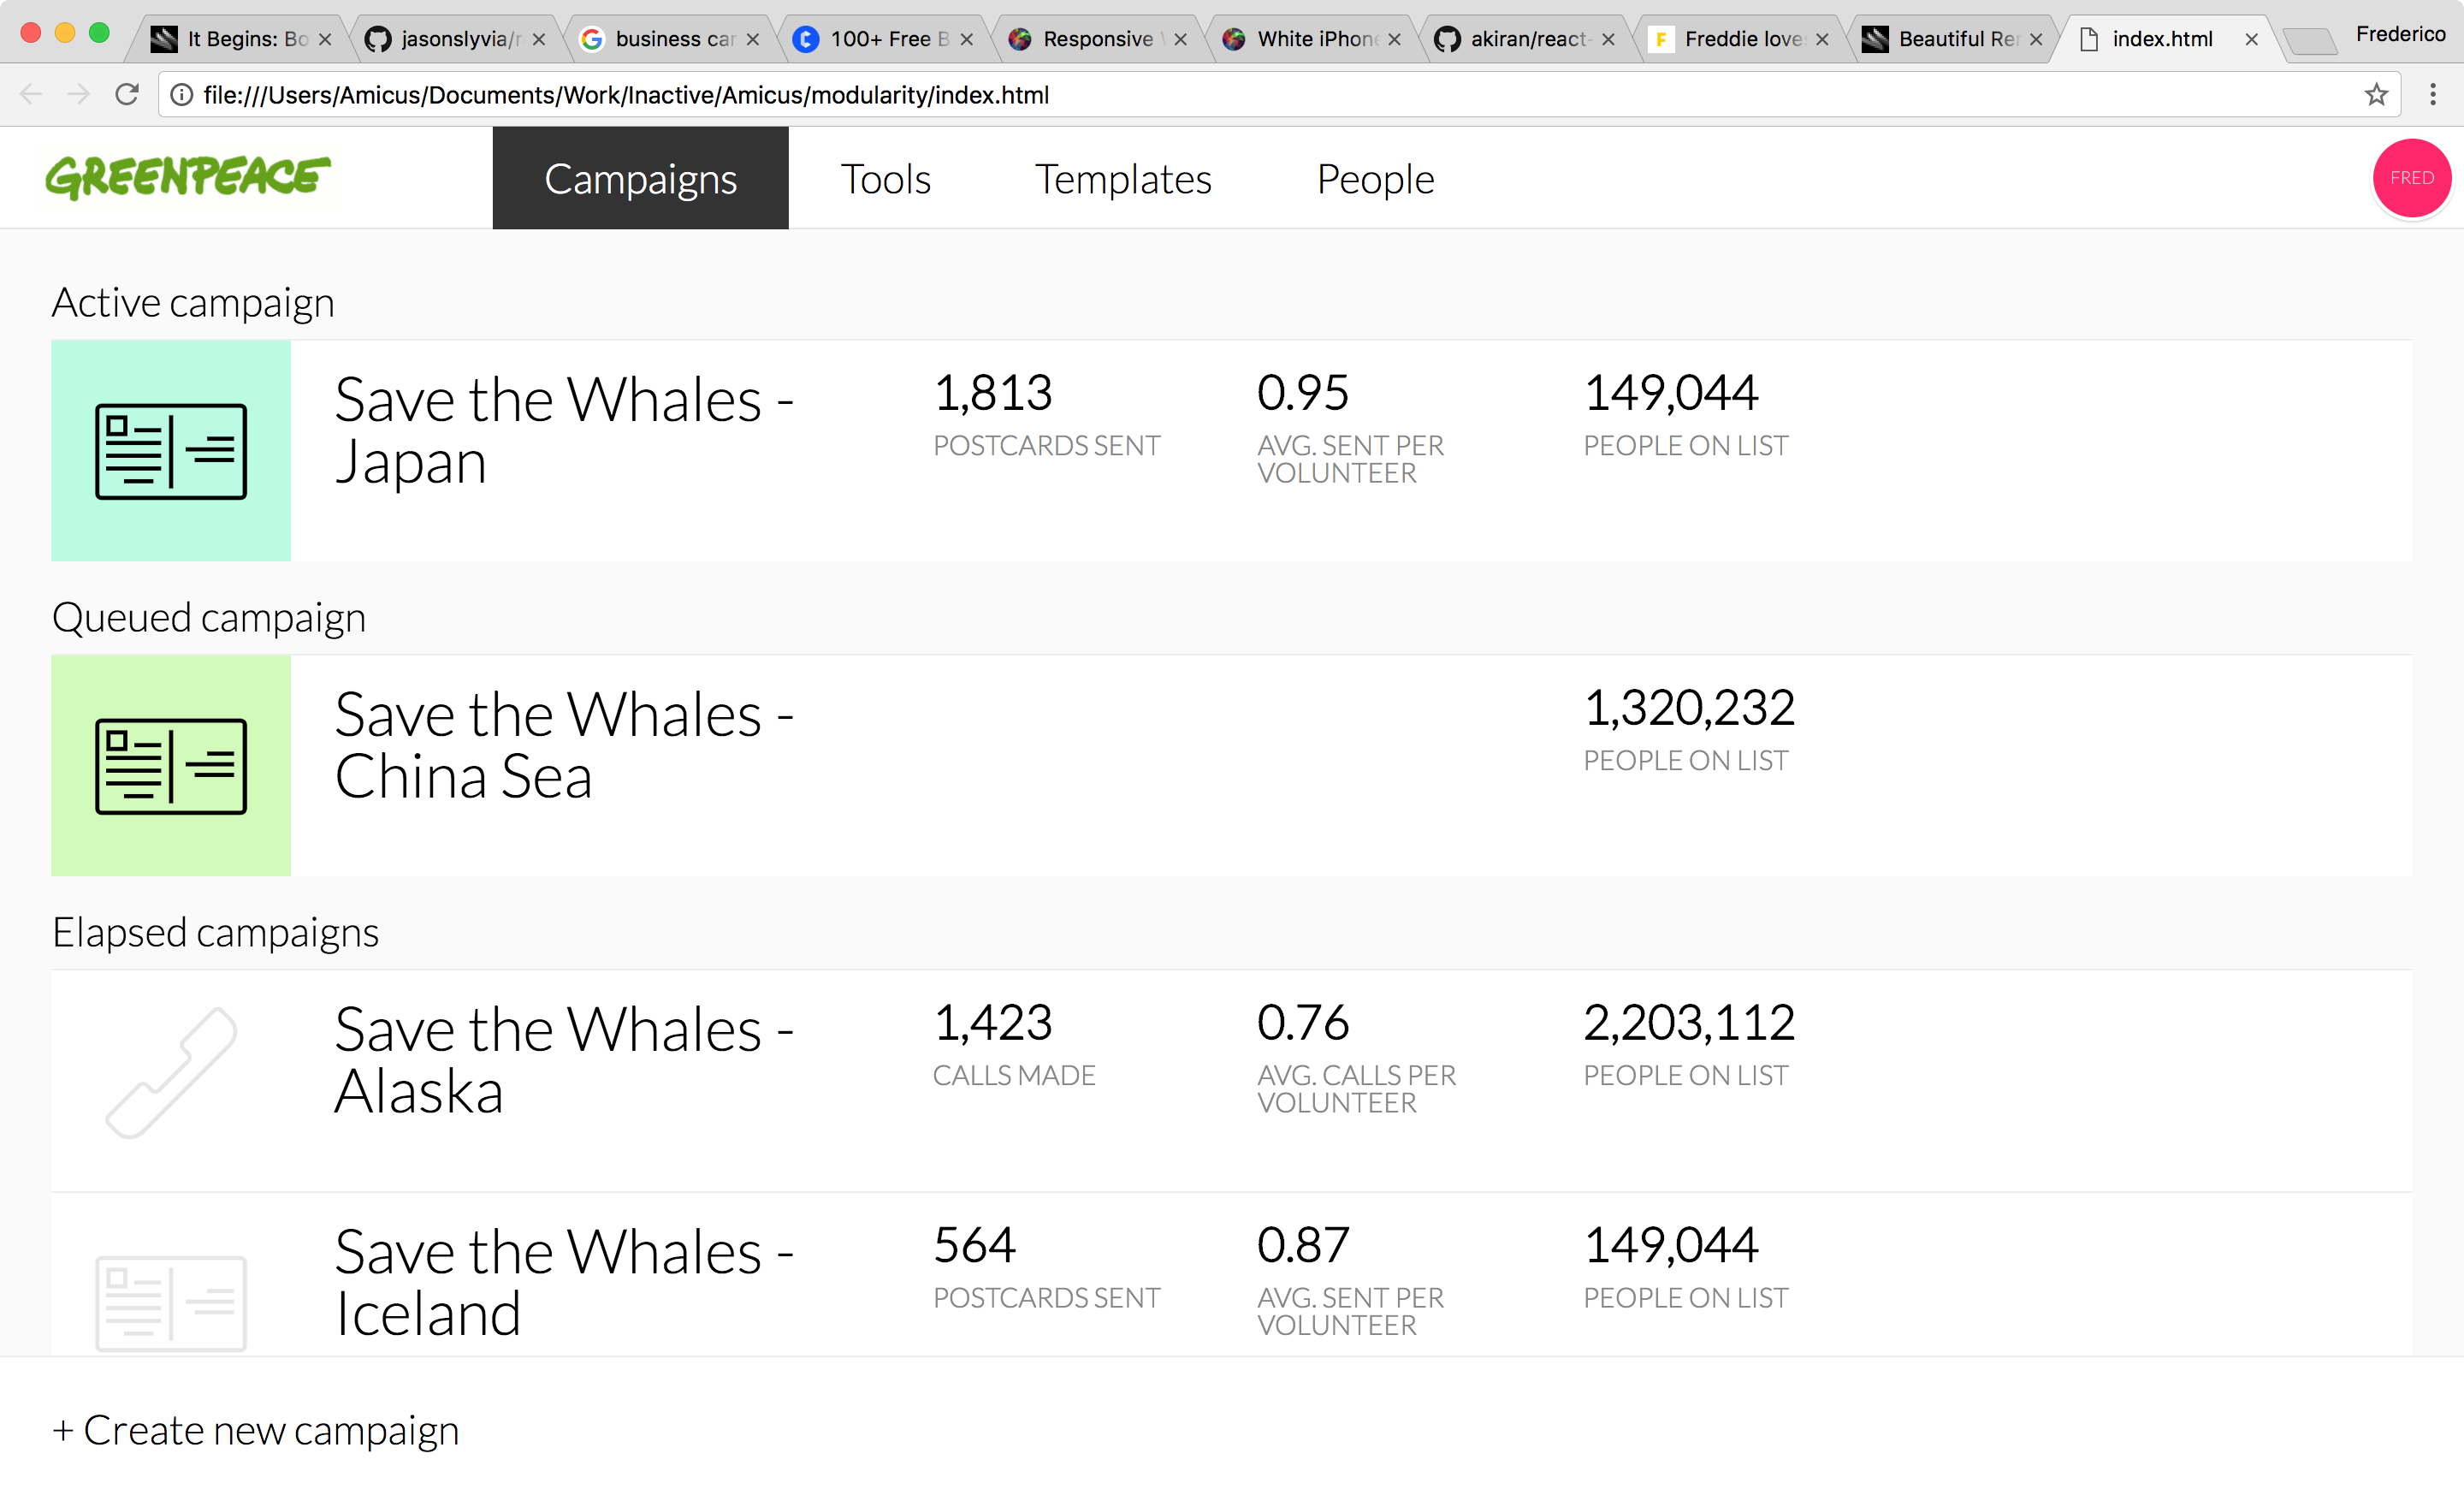 It Begins: Bo
jasonslyvia/r
business car
100+ Free B
Responsive
White iPhone
akiran/react-
Freddie loves
Beautiful Rer
index.html
Frederico
file:///Users/Amicus/Documents/Work/Inactive/Amicus/modularity/index.html
GREENPEACE
Campaigns
Tools
Templates
People
FRED
Active campaign
Save the Whales -
Japan
1,813
POSTCARDS SENT
0.95
AVG. SENT PER
VOLUNTEER
149,044
PEOPLE ON LIST
Queued campaign
Save the Whales -
China Sea
1,320,232
PEOPLE ON LIST
Elapsed campaigns
Save the Whales -
Alaska
1,423
CALLS MADE
0.76
AVG. CALLS PER
VOLUNTEER
2,203,112
PEOPLE ON LIST
Save the Whales -
Iceland
564
POSTCARDS SENT
0.87
AVG. SENT PER
VOLUNTEER
149,044
PEOPLE ON LIST
+ Create new campaign